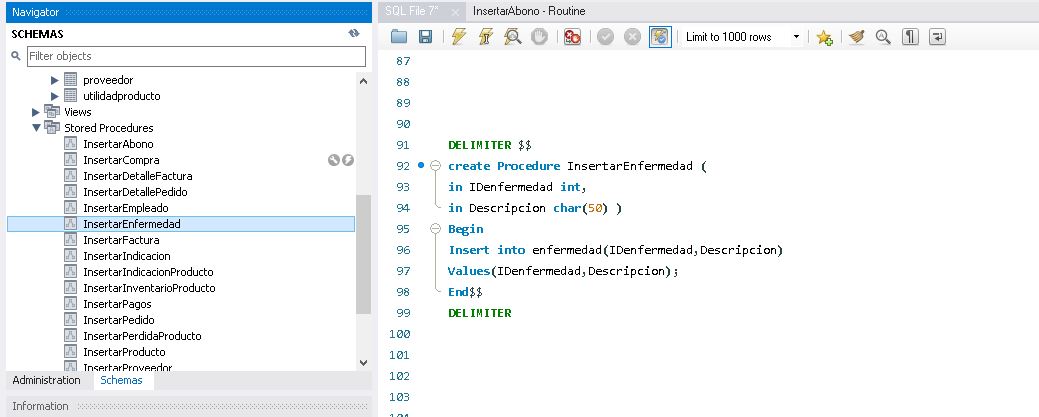 Navigator
SCHEMAS
Filter objects
proveedor
utilidadproducto
Views
Stored Procedures
InsertarAbono
InsertarCompra
InsertarDetalleFactura
InsertarDetallePedido
InsertarEmpleado
InsertarEnfermedad
InsertarFactura
InsertarIndicacion
InsertarIndicacionProducto
InsertarInventarioProducto
InsertarPagos
InsertarPedido
InsertarPerdidaProducto
InsertarProducto
InsertarProveedor
Administration Schemas
Information
SQL File 7* InsertarAbono - Routine
Limit to 1000 rows
87
88
89
90
91 DELIMITER $$
92 create Procedure InsertarEnfermedad (
93 in IDenfermedad int,
94 in Descripcion char(50) )
95 Begin
96 Insert into enfermedad(IDenfermedad,Descripcion)
97 Values(IDenfermedad,Descripcion);
98 End$$
99 DELIMITER
100
101
102
103
104